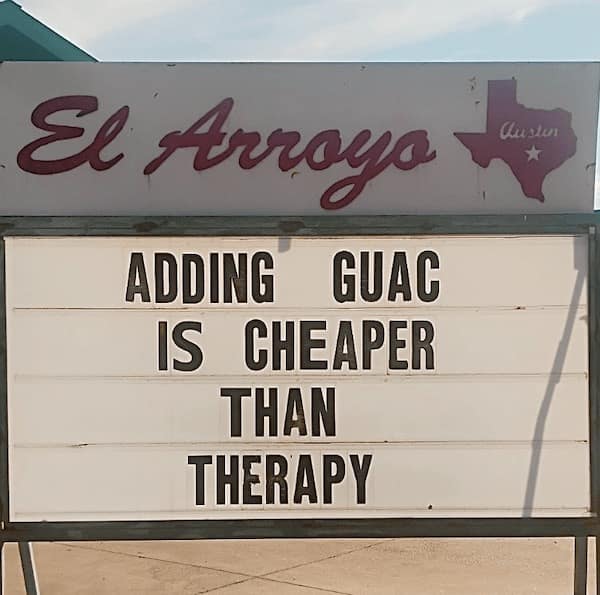 El Arroyo
Austin
ADDING GUAC
IS CHEAPER
THAN
THERAPY